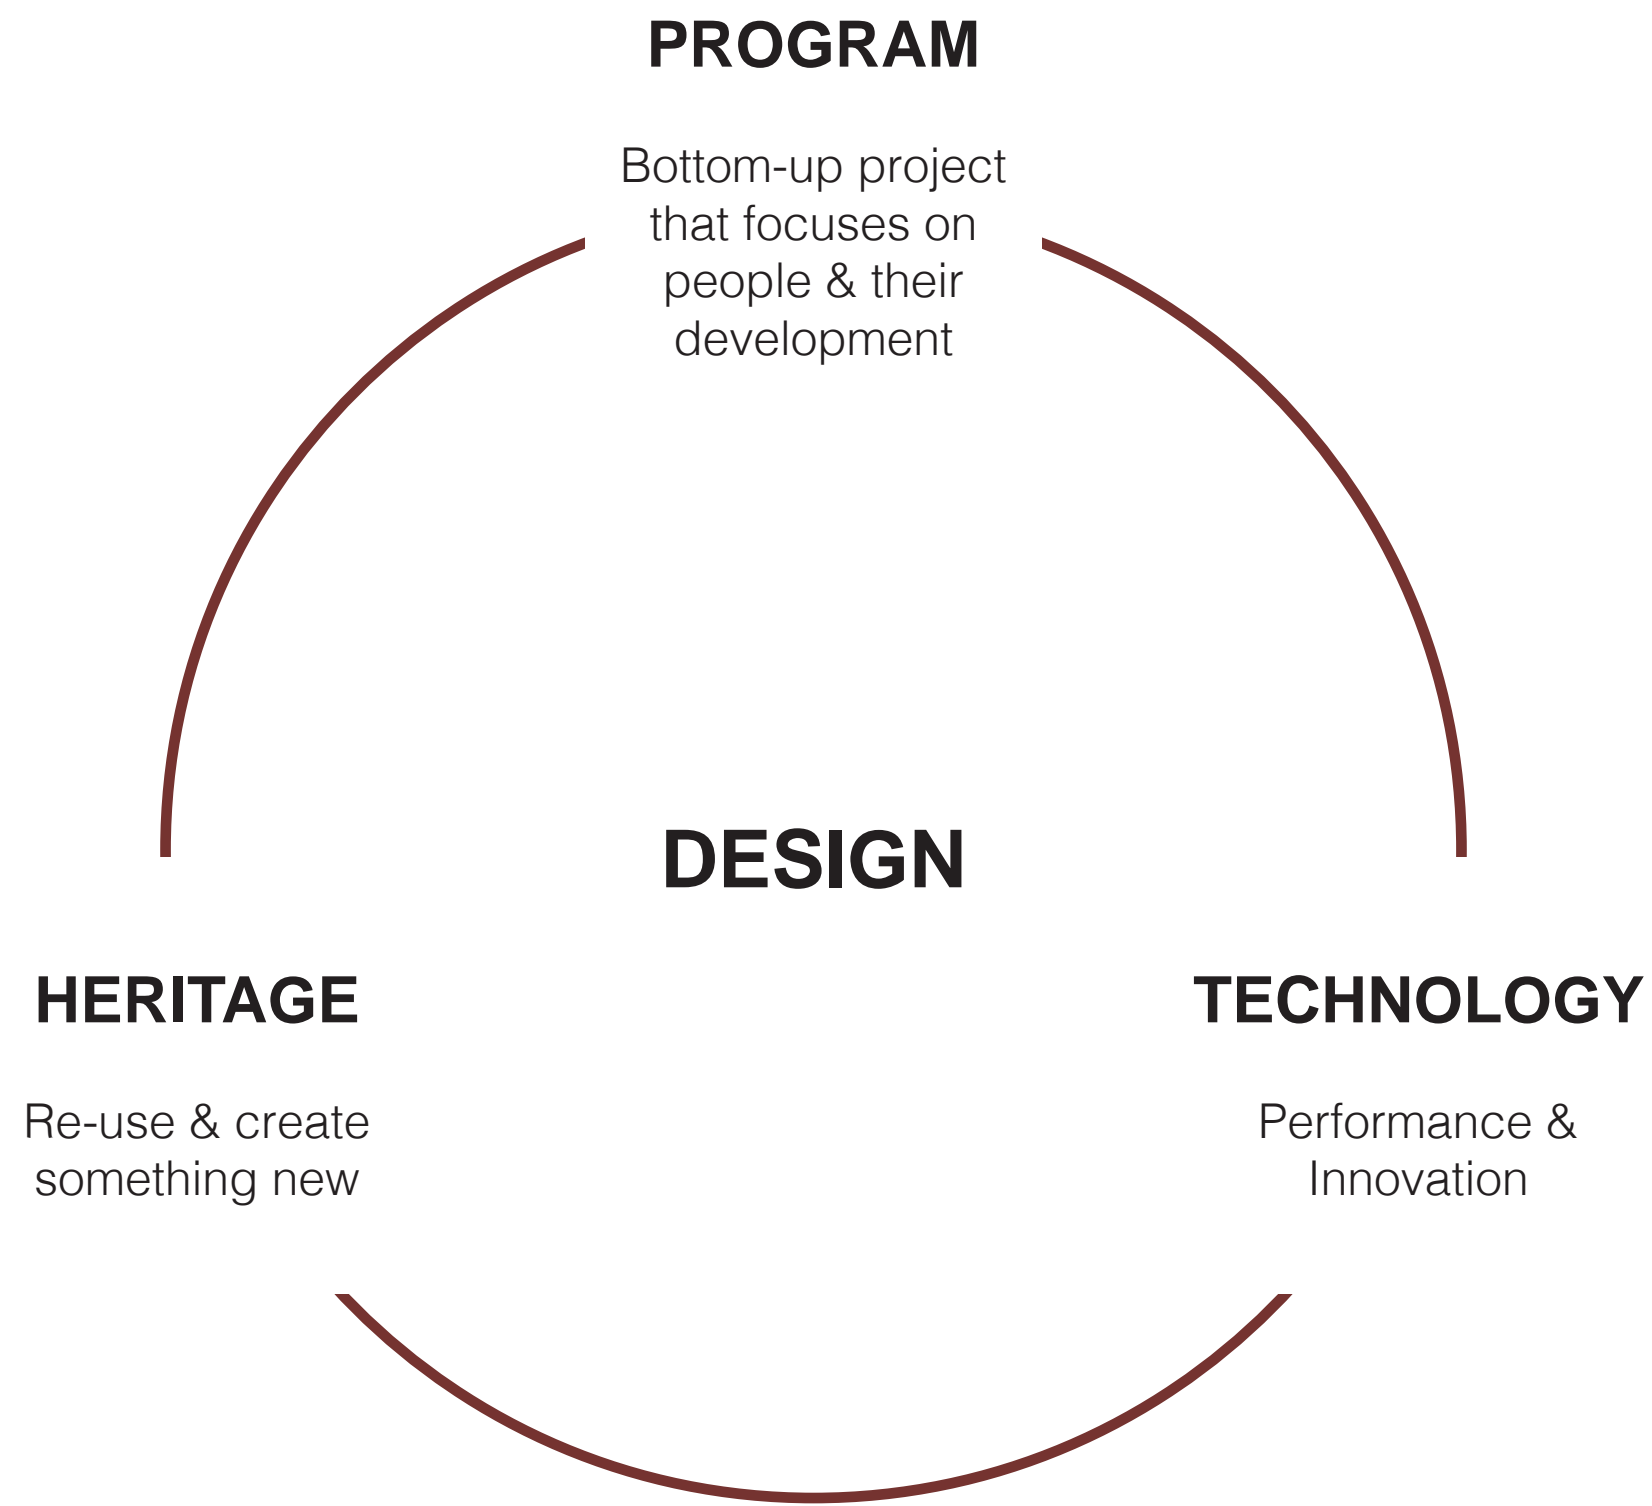 PROGRAM
Bottom-up project
that focuses on
people & their
development
DESIGN
HERITAGE
Re-use & create
something new
TECHNOLOGY
Performance &
Innovation